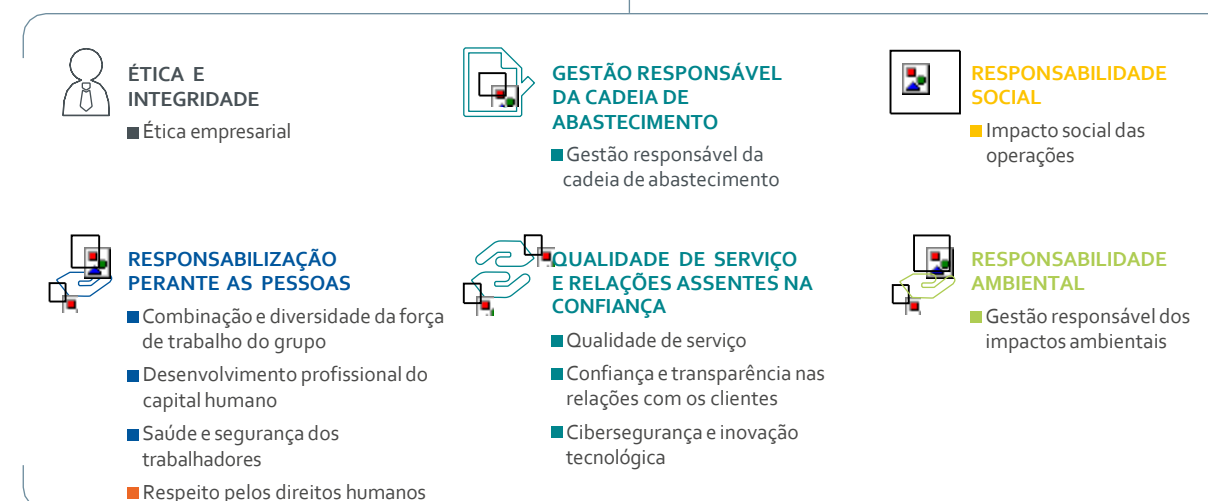 ÉTICA E
INTEGRIDADE
Ética empresarial
GESTÃO RESPONSÁVEL
DA CADEIA DE
ABASTECIMENTO
Gestão responsável da
cadeia de abastecimento
RESPONSABILIDADE
SOCIAL
Impacto social das
operações
RESPONSABILIZAÇÃO
PERANTE AS PESSOAS
Combinação e diversidade da força
de trabalho do grupo
Desenvolvimento profissional do
capital humano
Saúde e segurança dos
trabalhadores
Respeito pelos direitos humanos
QUALIDADE DE SERVIÇO
E RELAÇÕES ASSENTES NA
CONFIANÇA
Qualidade de serviço
Confiança e transparência nas
relações com os clientes
Cibersegurança e inovação
tecnológica
RESPONSABILIDADE
AMBIENTAL
Gestão responsável dos
impactos ambientais